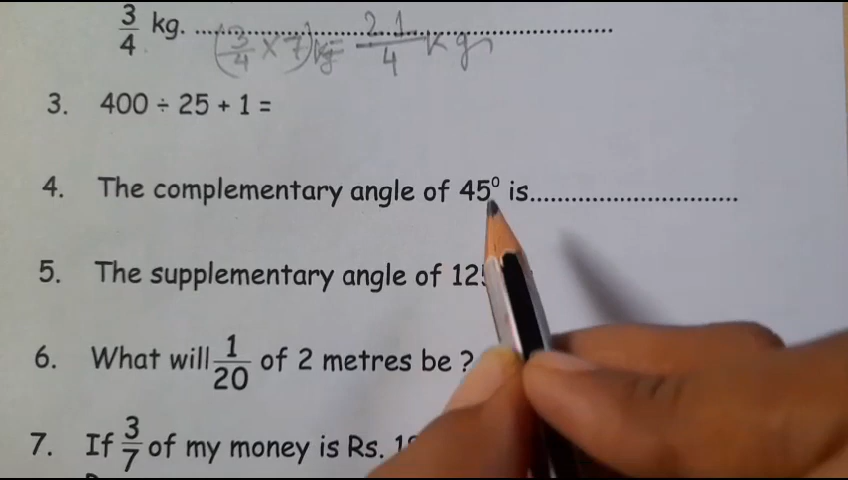 3/4 kg. ........................ (3/4 × 7) kg = 21/4 kg
3. 400 ÷ 25 + 1 =
4. The complementary angle of 45° is..............................
5. The supplementary angle of
6. What will 1/20 of 2 metres be ?
7. If 3/7 of my money is Rs.